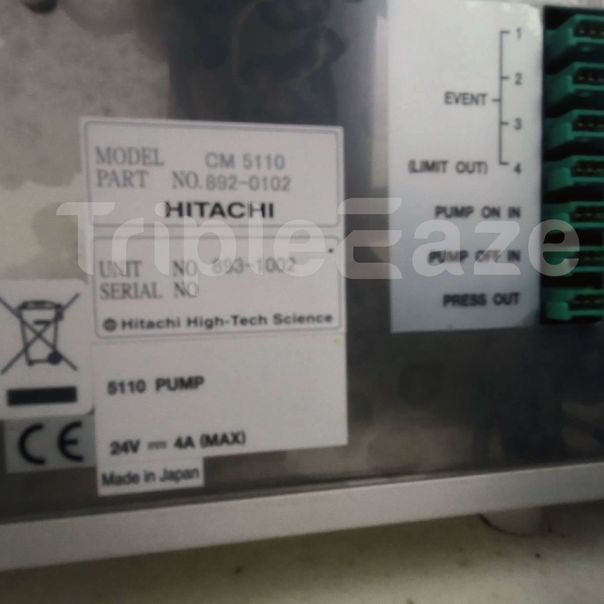 MODEL CM 5110
PART NO. 892-0102
HITACHI
UNIT NO. 893-1002
SERIAL NO
Hitachi High-Tech Science
5110 PUMP
24V ⎓ 4A (MAX)
Made in Japan
CE
1
2
EVENT
3
(LIMIT OUT) 4
PUMP ON IN
PUMP OFF IN
PRESS OUT
TripleEaze